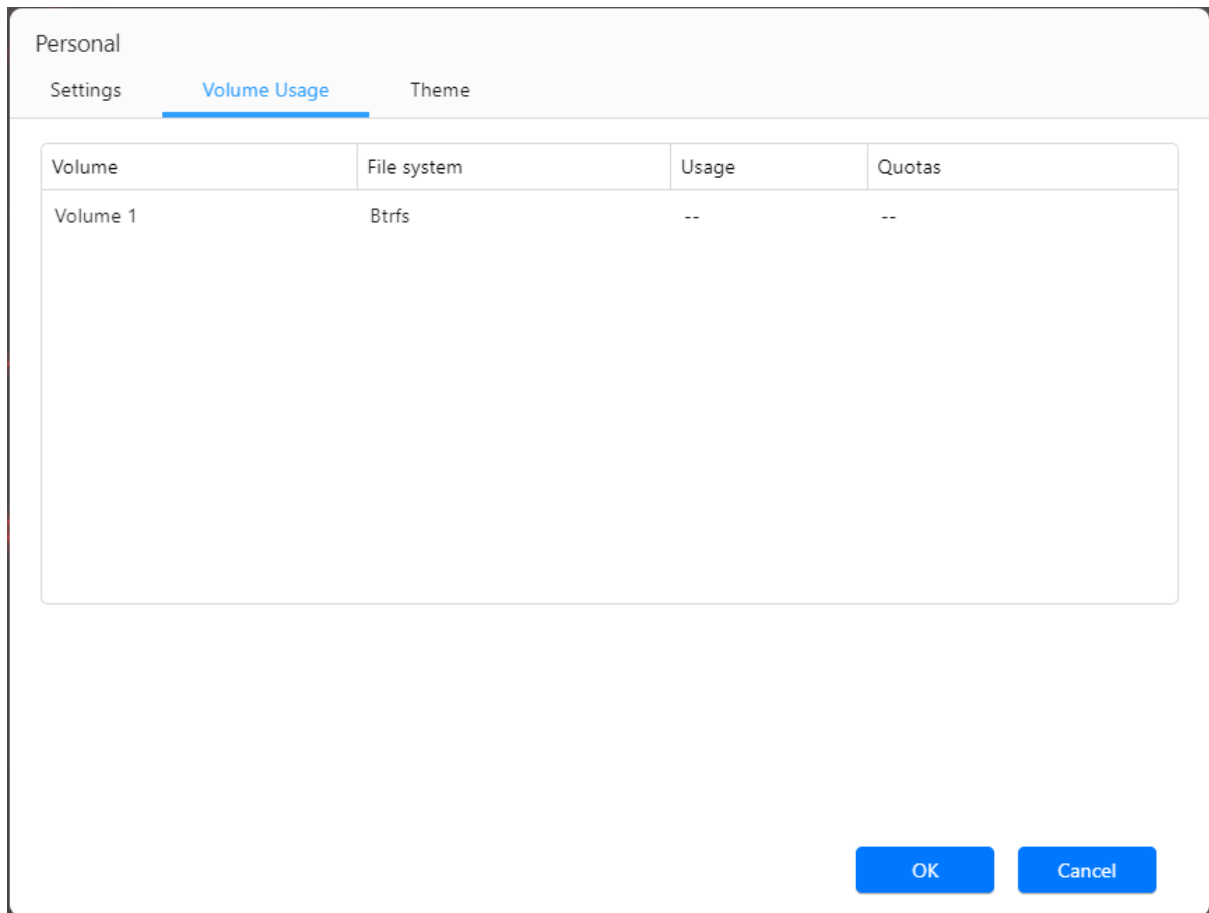 Personal
Settings Volume Usage Theme
Volume File system Usage Quotas
Volume 1 Btrfs -- --
OK Cancel